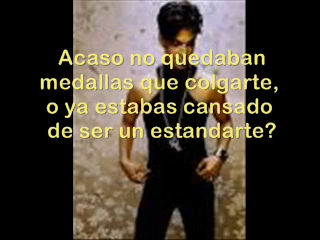 Acaso no quedaban
medallas que colgarte,
o ya estabas cansado
de ser un estandarte?